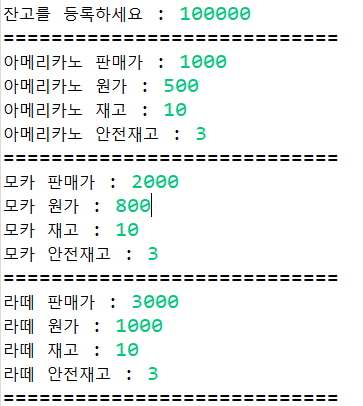 잔고를 등록하세요 : 100000
============================
아메리카노 판매가 : 1000
아메리카노 원가 : 500
아메리카노 재고 : 10
아메리카노 안전재고 : 3
============================
모카 판매가 : 2000
모카 원가 : 800
모카 재고 : 10
모카 안전재고 : 3
============================
라떼 판매가 : 3000
라떼 원가 : 1000
라떼 재고 : 10
라떼 안전재고 : 3
============================